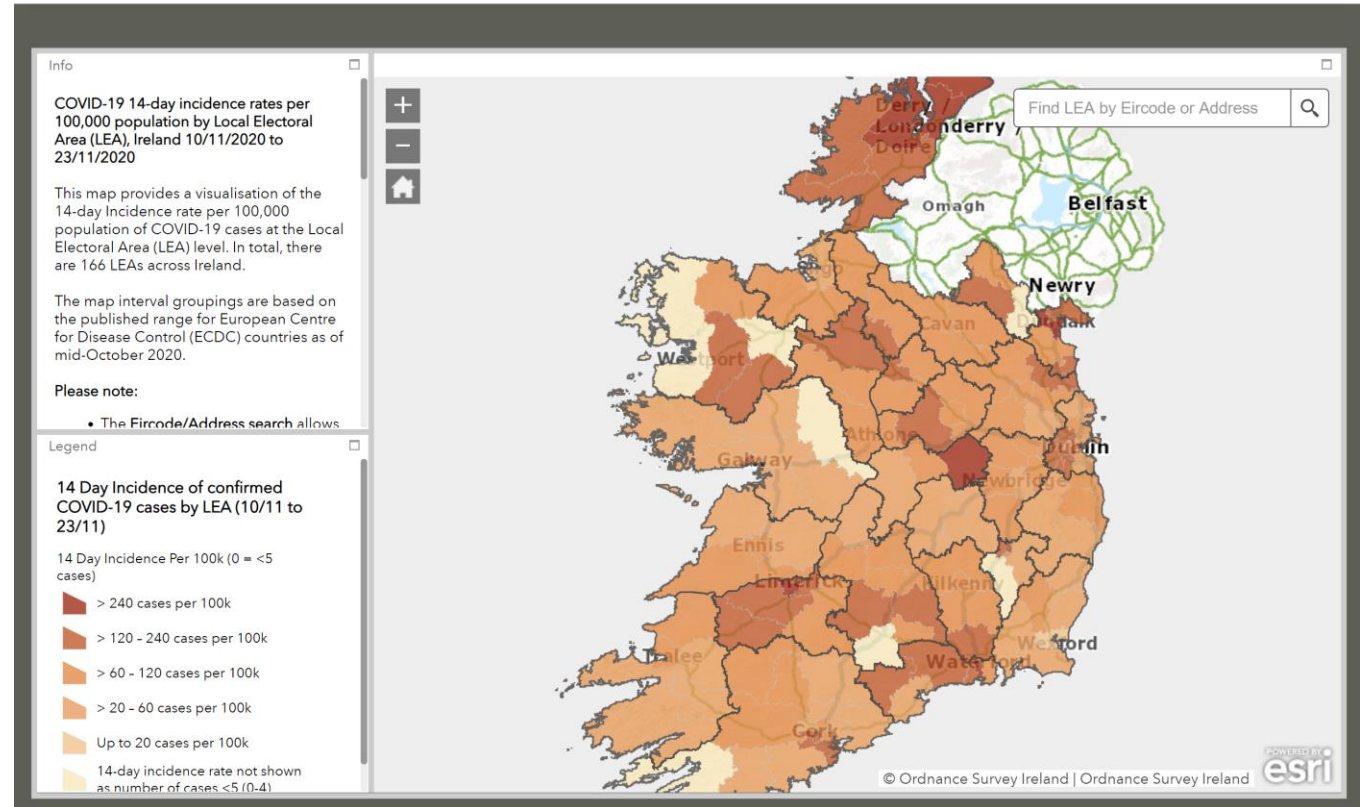 Info
COVID-19 14-day incidence rates per
100,000 population by Local Electoral
Area (LEA), Ireland 10/11/2020 to
23/11/2020
This map provides a visualisation of the
14-day Incidence rate per 100,000
population of COVID-19 cases at the Local
Electoral Area (LEA) level. In total, there
are 166 LEAs across Ireland.
The map interval groupings are based on
the published range for European Centre
for Disease Control (ECDC) countries as of
mid-October 2020.
Please note:
• The Eircode/Address search allows
Legend
14 Day Incidence of confirmed
COVID-19 cases by LEA (10/11 to
23/11)
14 Day Incidence Per 100k (0 = <5
cases)
> 240 cases per 100k
> 120 - 240 cases per 100k
> 60 - 120 cases per 100k
> 20 - 60 cases per 100k
Up to 20 cases per 100k
14-day incidence rate not shown
as number of cases <5 (0-4)
+
−
Find LEA by Eircode or Address
Derry /
Londonderry /
Doire
Omagh
Belfast
Newry
Sligo
Cavan
Dundalk
Westport
Athlone
Galway
Dublin
Newbridge
Ennis
Limerick
Kilkenny
Wexford
Tralee
Waterford
Cork
© Ordnance Survey Ireland | Ordnance Survey Ireland
POWERED BY
esri